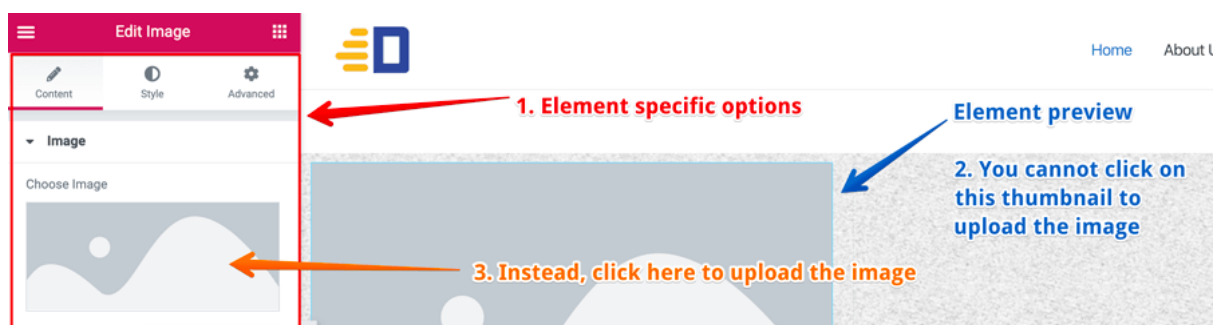 Edit Image
Home
About U
Content
Style
Advanced
1. Element specific options
Element preview
Image
2. You cannot click on
this thumbnail to
upload the image
Choose Image
3. Instead, click here to upload the image